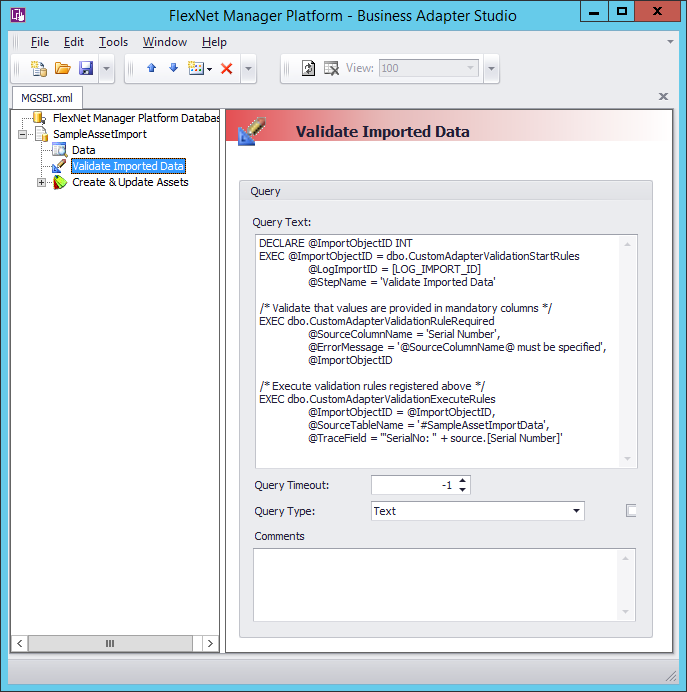 FlexNet Manager Platform - Business Adapter Studio
File Edit Tools Window Help
View: 100
MGSBI.xml
FlexNet Manager Platform Databas
SampleAssetImport
Data
Validate Imported Data
Create & Update Assets
Validate Imported Data
Query
Query Text:
DECLARE @ImportObjectID INT
EXEC @ImportObjectID = dbo.CustomAdapterValidationStartRules
@LogImportID = [LOG_IMPORT_ID]
@StepName = 'Validate Imported Data'
/* Validate that values are provided in mandatory columns */
EXEC dbo.CustomAdapterValidationRuleRequired
@SourceColumnName = 'Serial Number',
@ErrorMessage = '@SourceColumnName@ must be specified',
@ImportObjectID
/* Execute validation rules registered above */
EXEC dbo.CustomAdapterValidationExecuteRules
@ImportObjectID = @ImportObjectID,
@SourceTableName = '#SampleAssetImportData',
@TraceField = '"SerialNo: " + source.[Serial Number]'
Query Timeout: -1
Query Type: Text
Comments